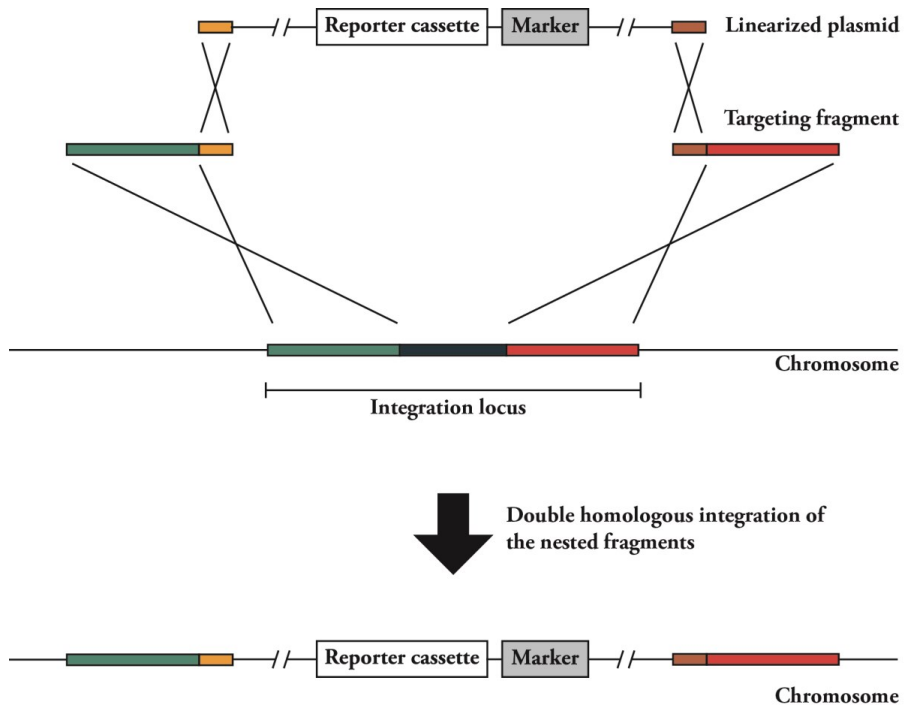 Reporter cassette Marker Linearized plasmid
Targeting fragment
Chromosome
Integration locus
Double homologous integration of
the nested fragments
Reporter cassette Marker
Chromosome